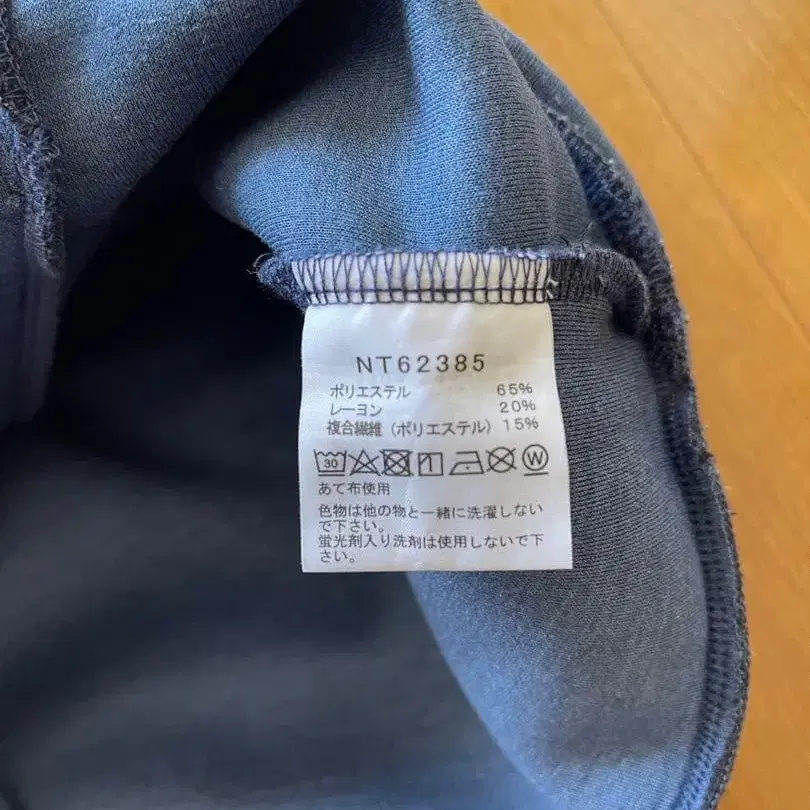 NT62385
ポリエステル 65%
レーヨン 20%
複合繊維（ポリエステル）15%
30 W
あて布使用
色物は他の物と一緒に洗濯しない
で下さい。
蛍光剤入り洗剤は使用しないで下
さい。